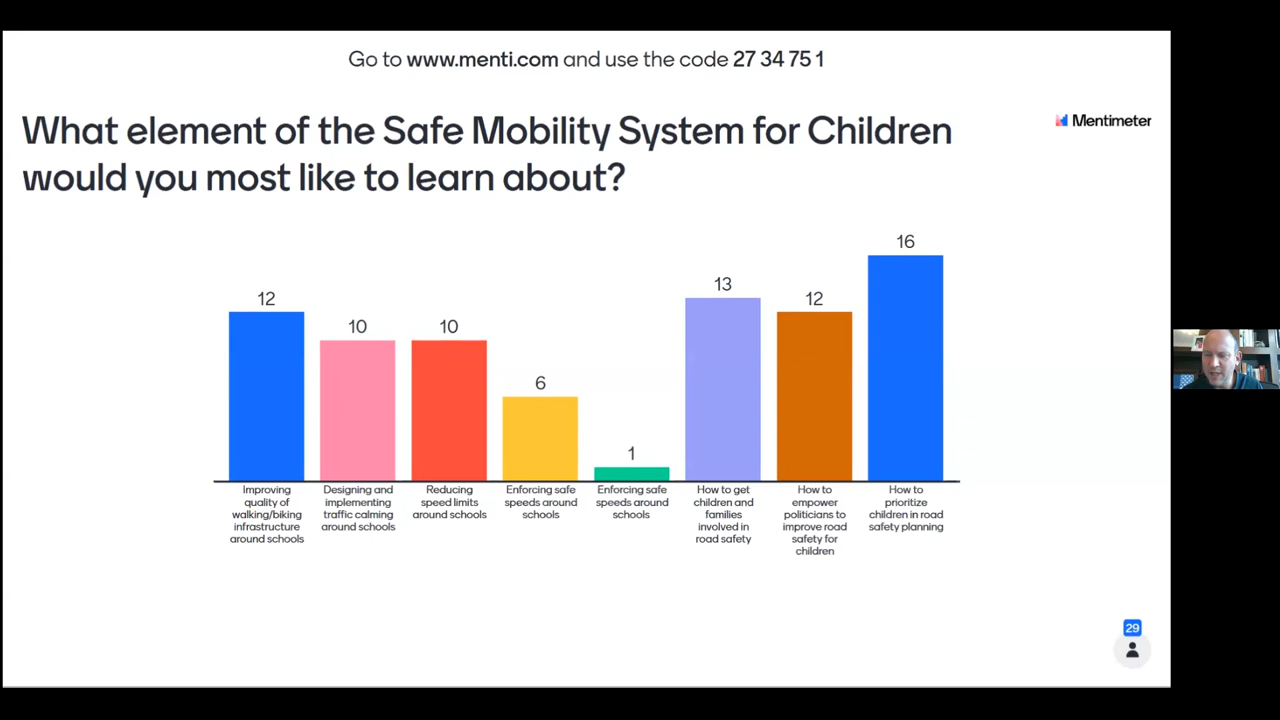 Go to www.menti.com and use the code 27 34 75 1
What element of the Safe Mobility System for Children
would you most like to learn about?
Mentimeter
12
10
10
6
1
13
12
16
Improving
quality of
walking/biking
infrastructure
around schools
Designing and
implementing
traffic calming
around schools
Reducing
speed limits
around schools
Enforcing safe
speeds around
schools
Enforcing safe
speeds around
schools
How to get
children and
families
involved in
road safety
How to
empower
politicians to
improve road
safety for
children
How to
prioritize
children in road
safety planning
29